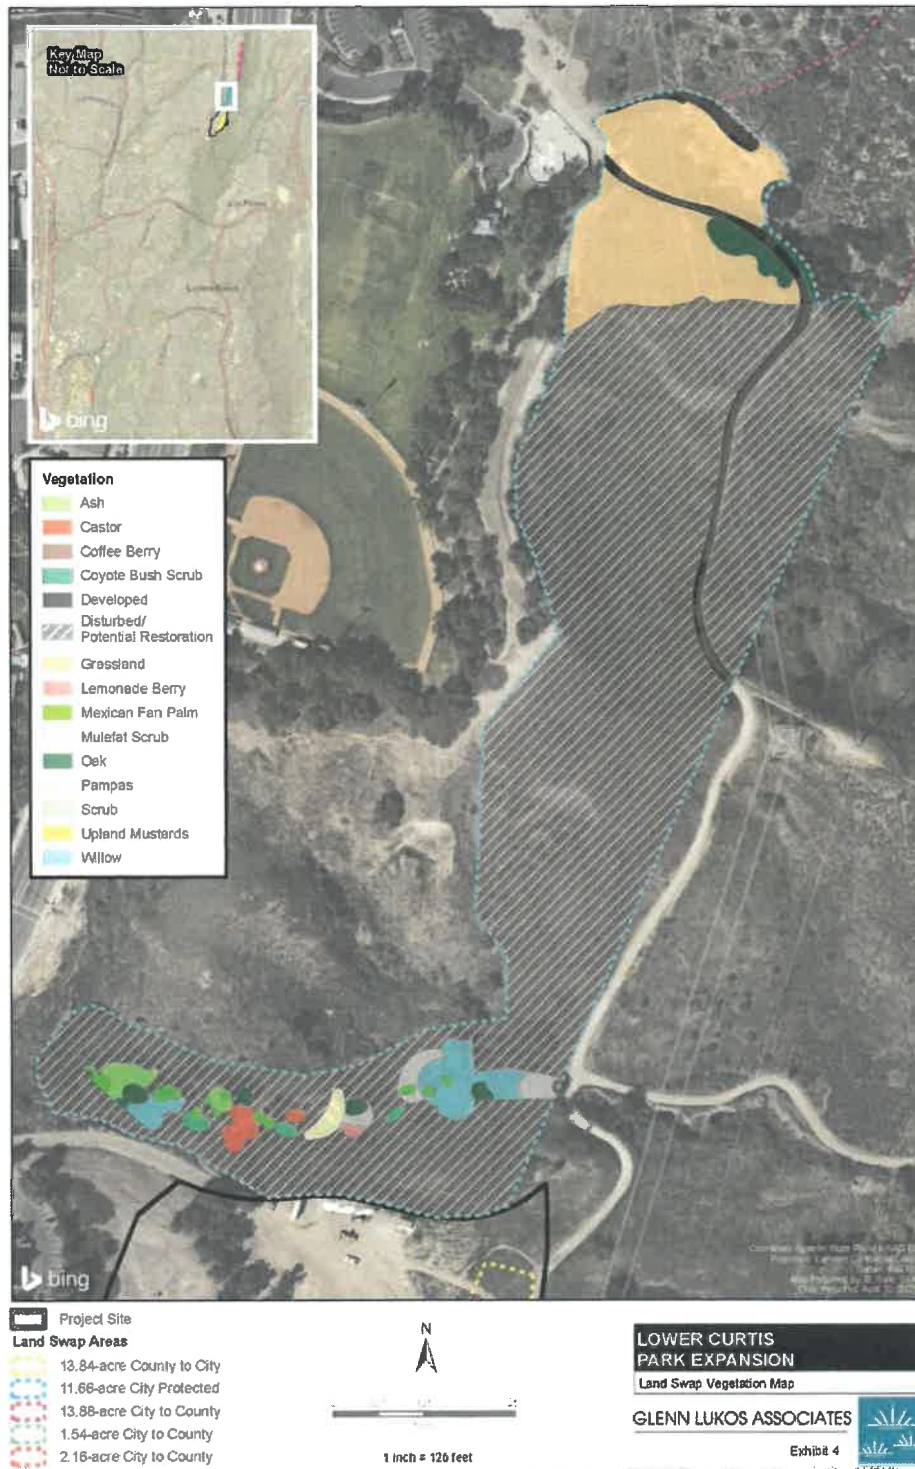 Key Map
Not to Scale
bing
Vegetation
Ash
Castor
Coffee Berry
Coyote Bush Scrub
Developed
Disturbed/
Potential Restoration
Grassland
Lemonade Berry
Mexican Fan Palm
Mulefat Scrub
Oak
Pampas
Scrub
Upland Mustards
Willow
bing
Project Site
Land Swap Areas
13.84-acre County to City
11.66-acre City Protected
13.88-acre City to County
1.54-acre City to County
2.16-acre City to County
N
1 inch = 126 feet
LOWER CURTIS
PARK EXPANSION
Land Swap Vegetation Map
GLENN LUKOS ASSOCIATES
Exhibit 4